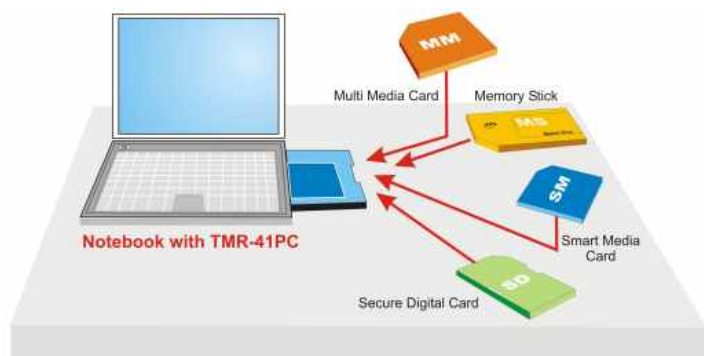 MM
Multi Media Card
Memory Stick
MS
SM
Notebook with TMR-41PC
Smart Media
Card
SD
Secure Digital Card